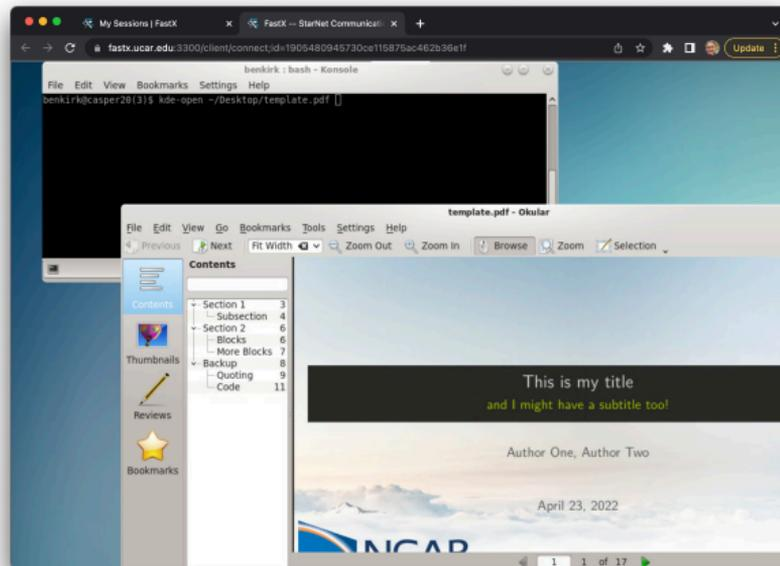 My Sessions | FastX
FastX -- StarNet Communicati
fastx.ucar.edu:3300/client/connect;id=1905480945730ce115875ac462b36e1f
Update
benkirk : bash - Konsole
File Edit View Bookmarks Settings Help
benkirk@casper20(3)$ kde-open ~/Desktop/template.pdf
template.pdf - Okular
File Edit View Go Bookmarks Tools Settings Help
Previous Next Fit Width Zoom Out Zoom In Browse Zoom Selection
Contents
Contents
Thumbnails
Reviews
Bookmarks
Section 1 3
Subsection 4
Section 2 6
Blocks 6
More Blocks 7
Backup 8
Quoting 9
Code 11
This is my title
and I might have a subtitle too!
Author One, Author Two
April 23, 2022
NCAR
1 1 of 17